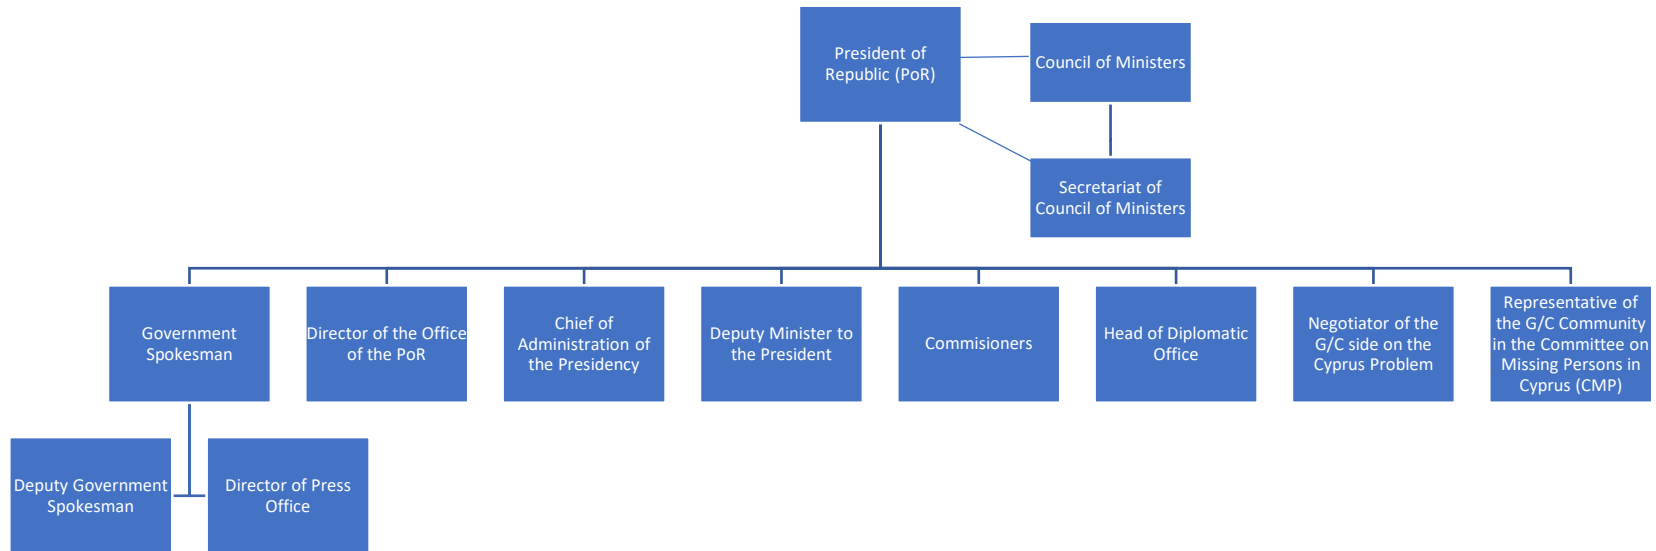 President of
Republic (PoR)
Council of Ministers
Secretariat of
Council of Ministers
Government
Spokesman
Director of the Office
of the PoR
Chief of
Administration of
the Presidency
Deputy Minister to
the President
Commisioners
Head of Diplomatic
Office
Negotiator of the
G/C side on the
Cyprus Problem
Representative of
the G/C Community
in the Committee on
Missing Persons in
Cyprus (CMP)
Deputy Government
Spokesman
Director of Press
Office